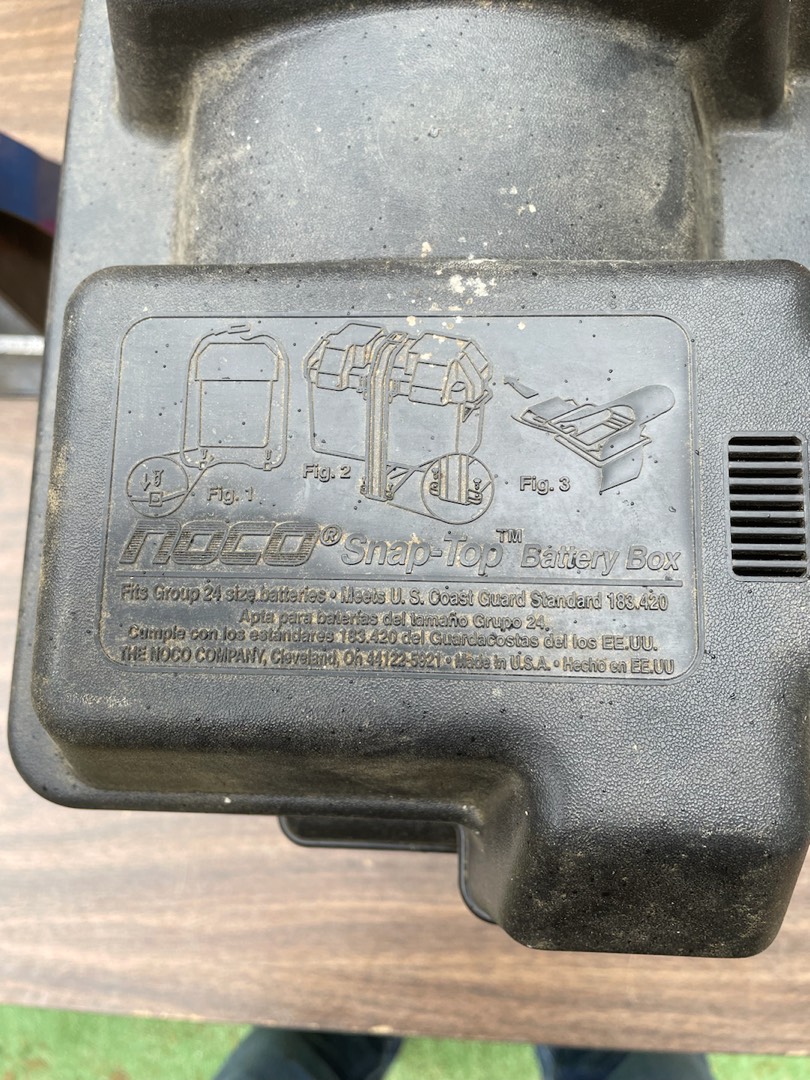 Fig. 1
Fig. 2
Fig. 3
NOCO® Snap-Top™ Battery Box
Fits Group 24 size batteries • Meets U. S. Coast Guard Standard 183.420
Apta para baterías del tamaño Grupo 24.
Cumple con los estándares 183.420 del Guardacostas del los EE.UU.
THE NOCO COMPANY, Cleveland, Oh 44122-5921 • Made in U.S.A. • Hecho en EE.UU